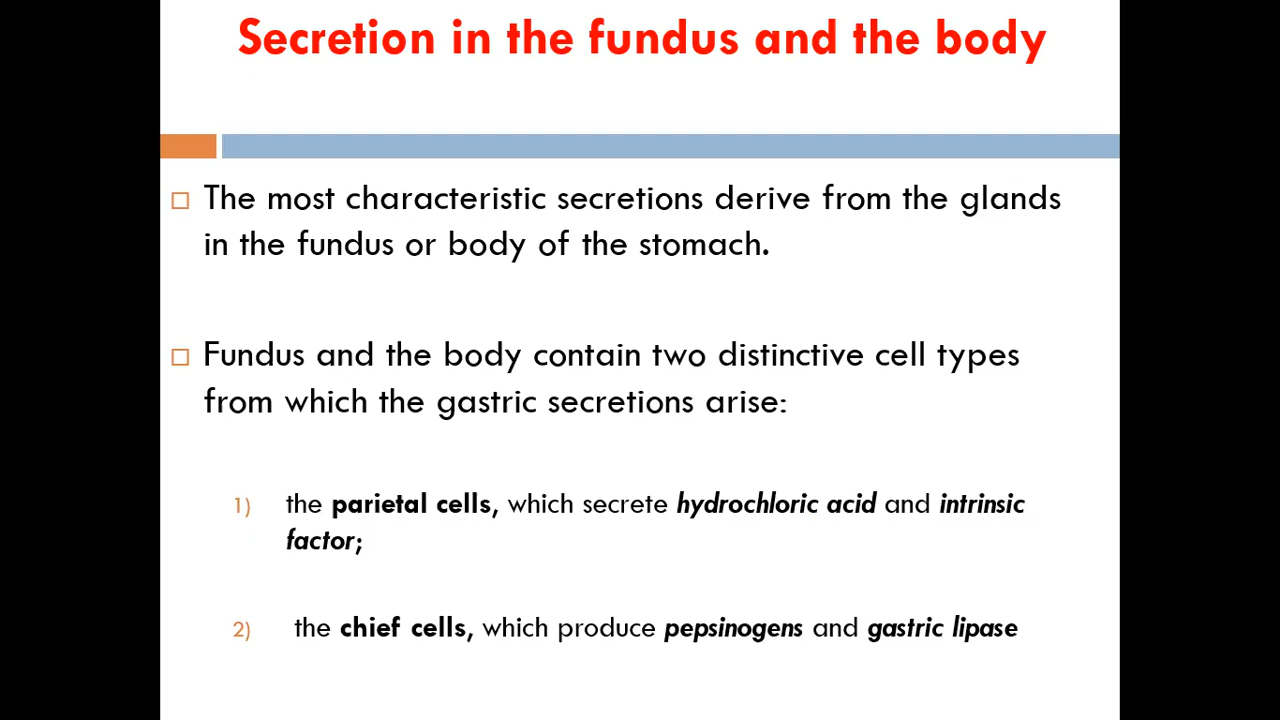 Secretion in the fundus and the body
The most characteristic secretions derive from the glands
in the fundus or body of the stomach.
Fundus and the body contain two distinctive cell types
from which the gastric secretions arise:
1) the parietal cells, which secrete hydrochloric acid and intrinsic
factor;
2) the chief cells, which produce pepsinogens and gastric lipase